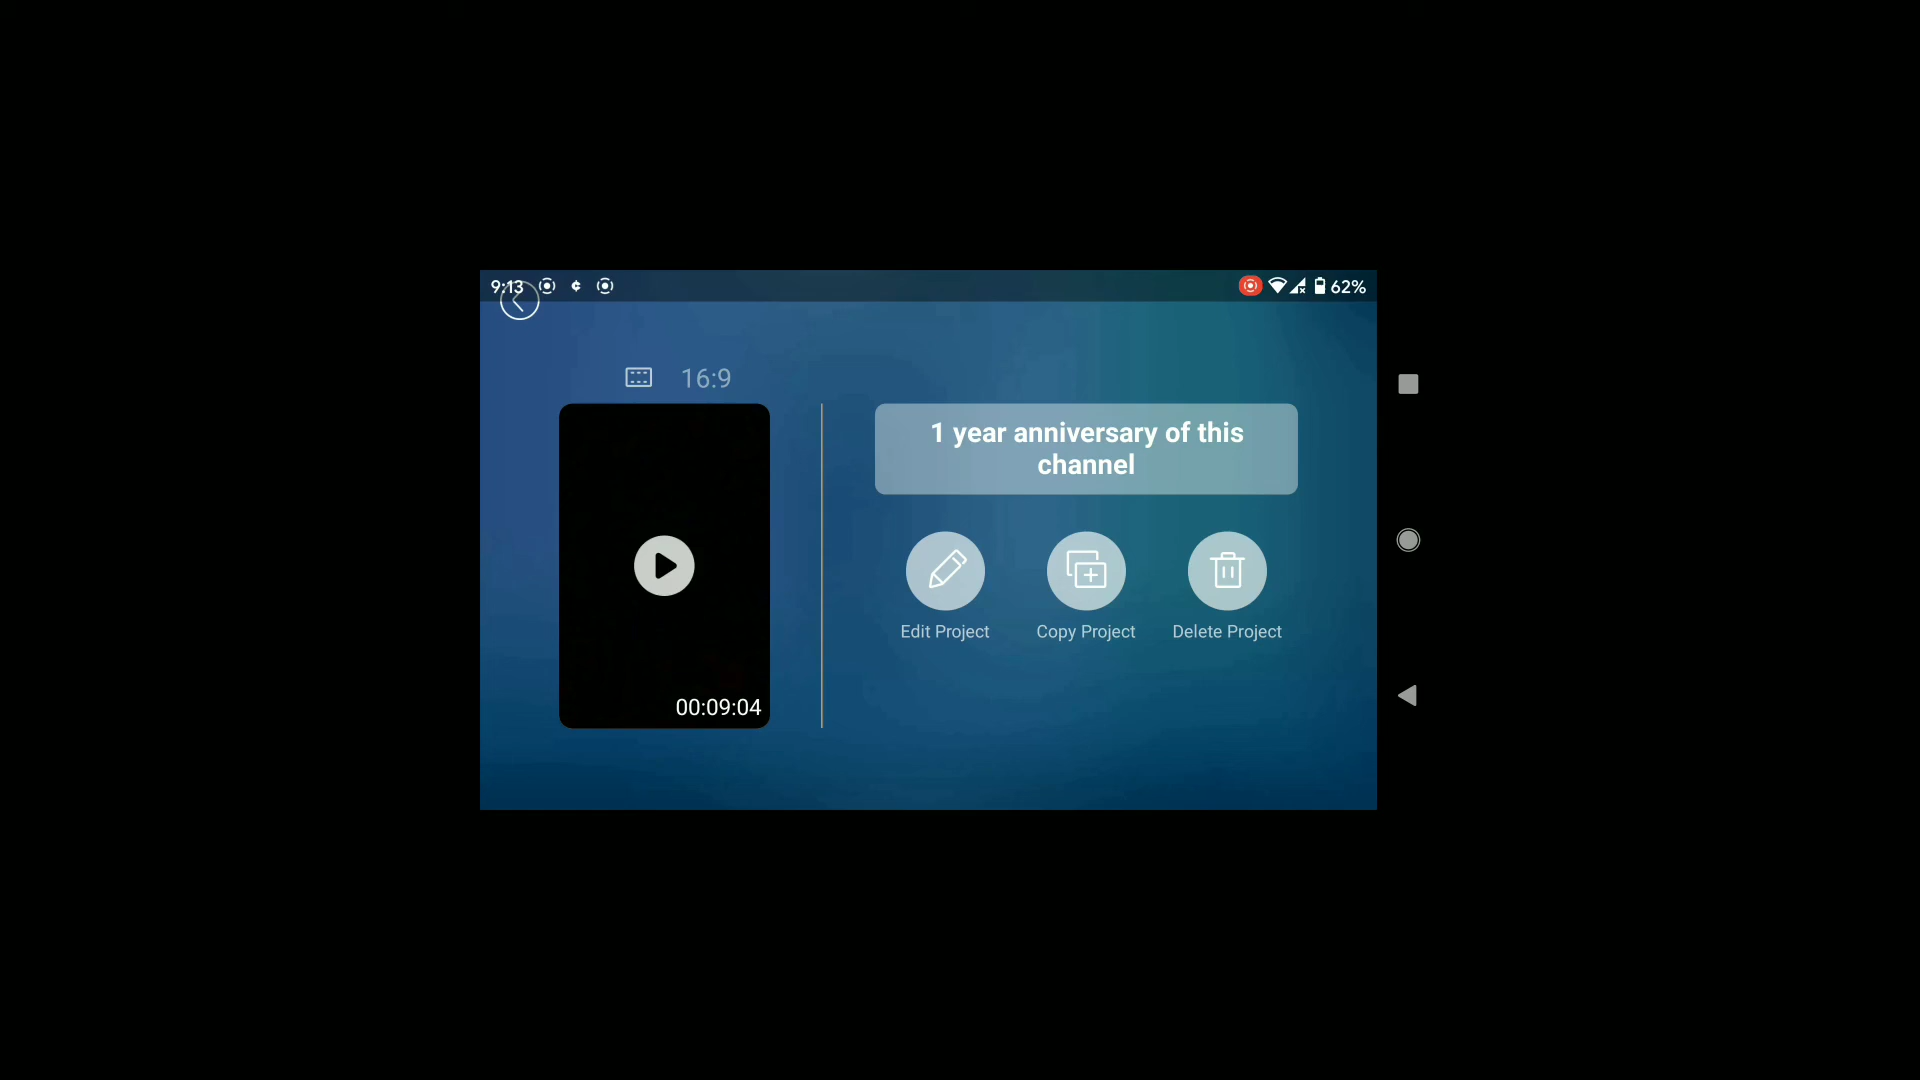 9:13
62%
16:9
1 year anniversary of this
channel
00:09:04
Edit Project
Copy Project
Delete Project